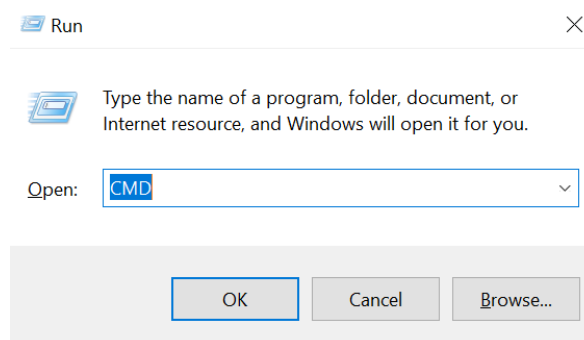 Run
Type the name of a program, folder, document, or
Internet resource, and Windows will open it for you.
Open: CMD
OK Cancel Browse...